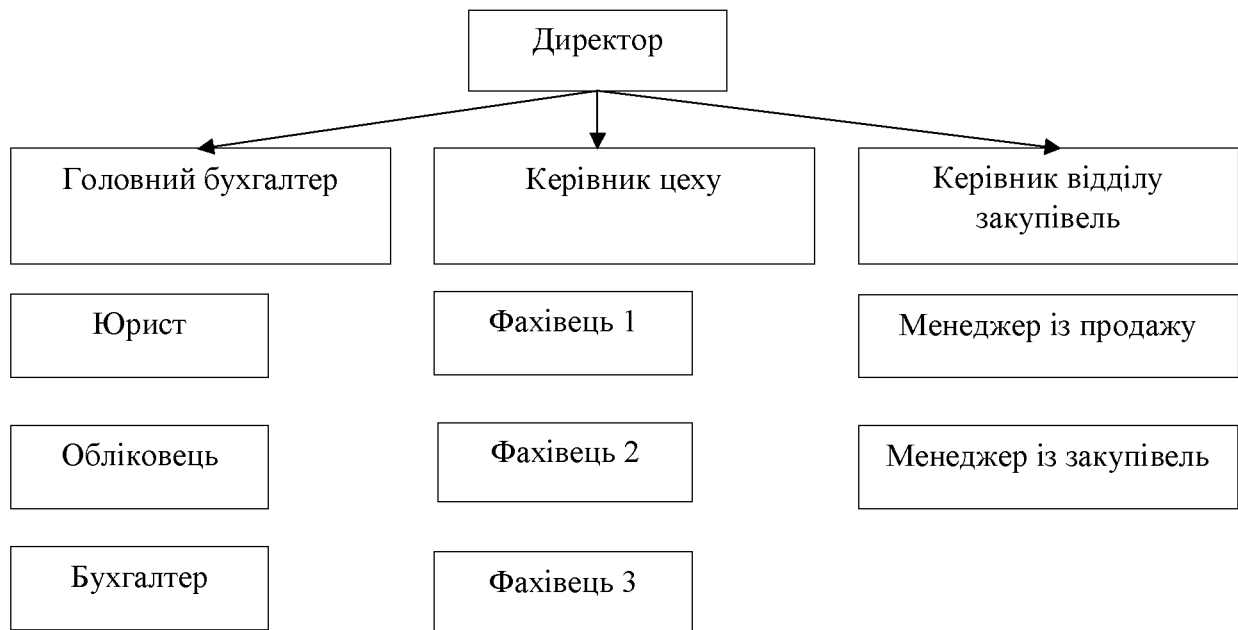 Директор
Головний бухгалтер
Керівник цеху
Керівник відділу
закупівель
Юрист
Фахівець 1
Менеджер із продажу
Обліковець
Фахівець 2
Менеджер із закупівель
Бухгалтер
Фахівець 3